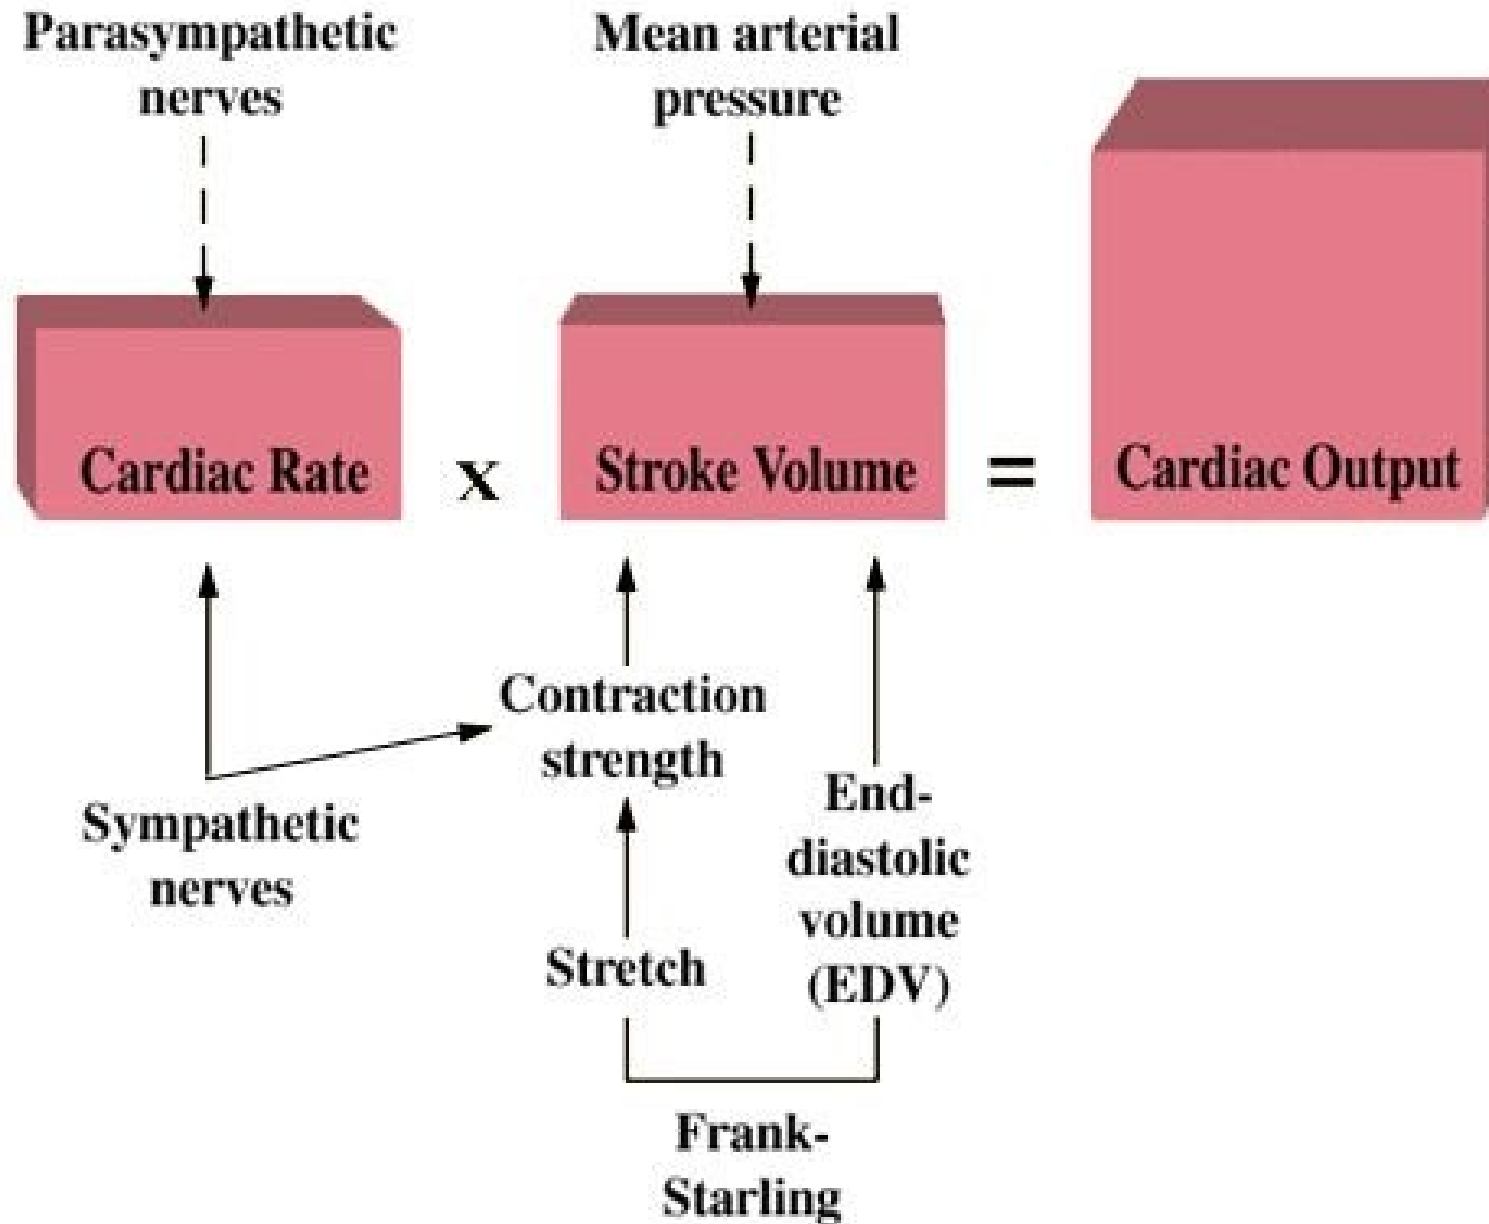 Parasympathetic
nerves
Mean arterial
pressure
Cardiac Rate
x
Stroke Volume
=
Cardiac Output
Contraction
strength
Sympathetic
nerves
End-
diastolic
volume
(EDV)
Stretch
Frank-
Starling